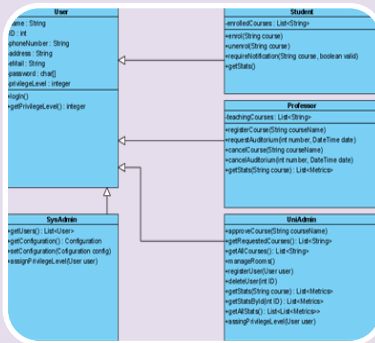 User
name : String
ID : int
phoneNumber : String
address : String
eMail : String
password : char[]
privilegeLevel : integer
+login()
+getPrivilegeLevel() : integer
Student
-enrolledCourses : List<String>
+enrol(String course)
+unenrol(String course)
+requireNotification(String course, boolean valid)
+getStats()
Professor
-teachingCourses : List<String>
+registerCourse(String courseName)
+requestAuditorium(int number, DateTime date)
+cancelCourse(String courseName)
+cancelAuditorium(int number, DateTime date)
+getStats(String course) : List<Metrics>
SysAdmin
+getUsers() : List<User>
+getConfiguration() : Configuration
+setConfiguration(Cofiguration config)
+assignPrivilegeLevel(User user)
UniAdmin
+approveCourse(String courseName)
+getRequestedCourses() : List<String>
+getAllCourses() : List<String>
+manageRooms()
+registerUser(User user)
+deleteUser(int ID)
+getStats(String course) : List<Metrics>
+getStatsById(int ID) : List<Metrics>
+getAllStats() : List<List<Metrics>>
+assingPrivilegeLevel(User user)